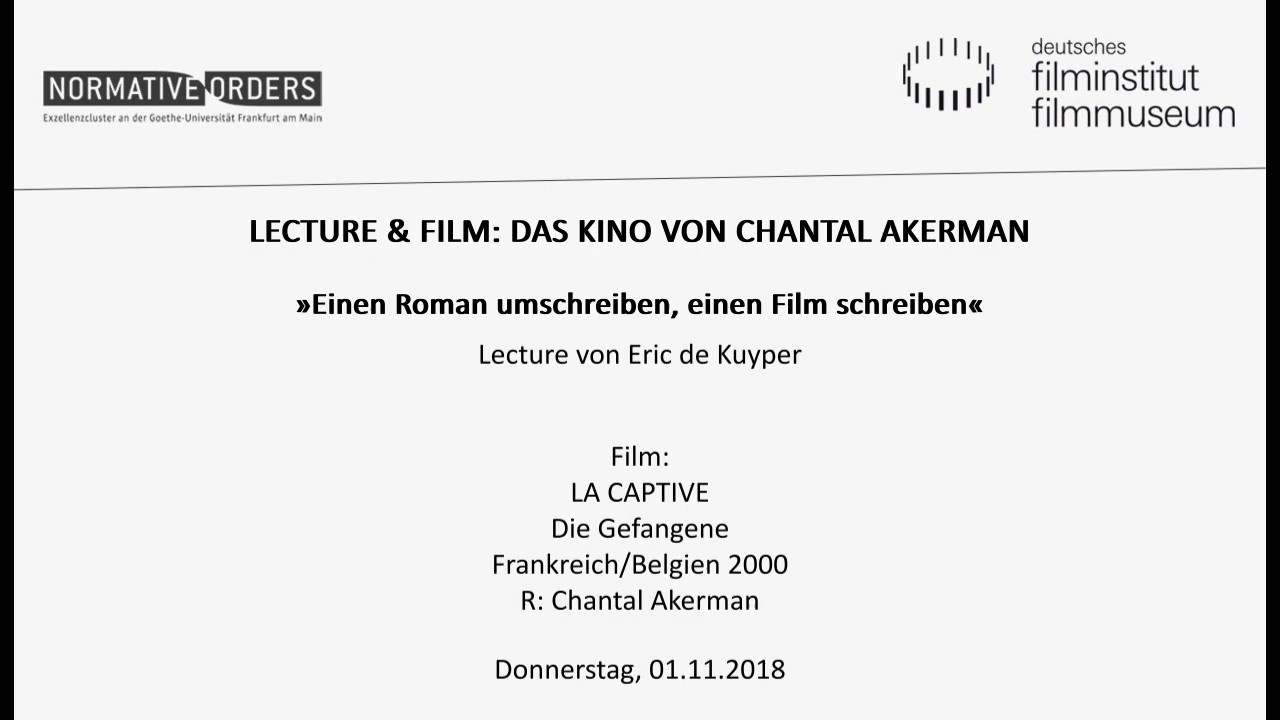 NORMATIVE ORDERS
Exzellenzcluster an der Goethe-Universität Frankfurt am Main
deutsches
filminstitut
filmmuseum
LECTURE & FILM: DAS KINO VON CHANTAL AKERMAN
»Einen Roman umschreiben, einen Film schreiben«
Lecture von Eric de Kuyper
Film:
LA CAPTIVE
Die Gefangene
Frankreich/Belgien 2000
R: Chantal Akerman
Donnerstag, 01.11.2018